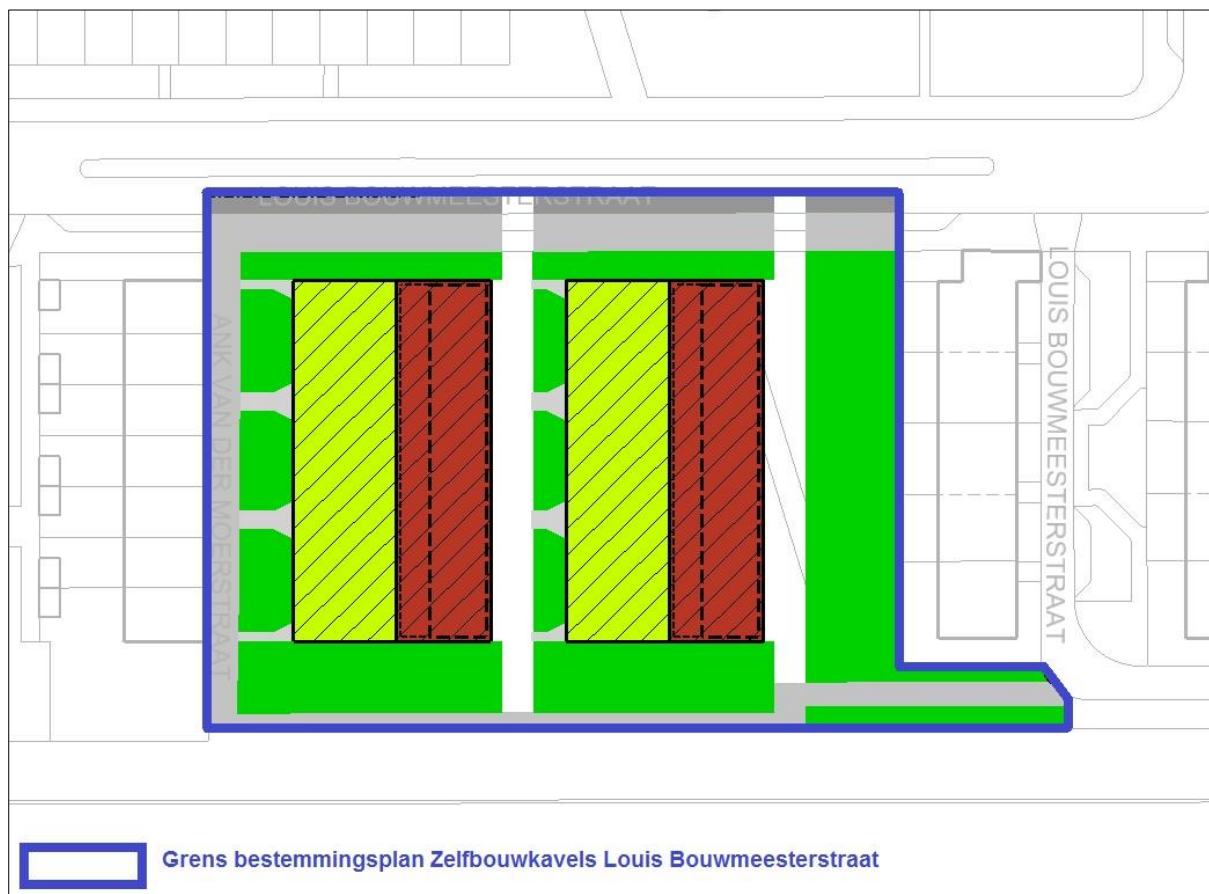 LOUIS BOUWMEESTERSTRAAT
ANK VAN DER MOERSTRAAT
LOUIS BOUWMEESTERSTRAAT
Grens bestemmingsplan Zelfbouwkavels Louis Bouwmeesterstraat